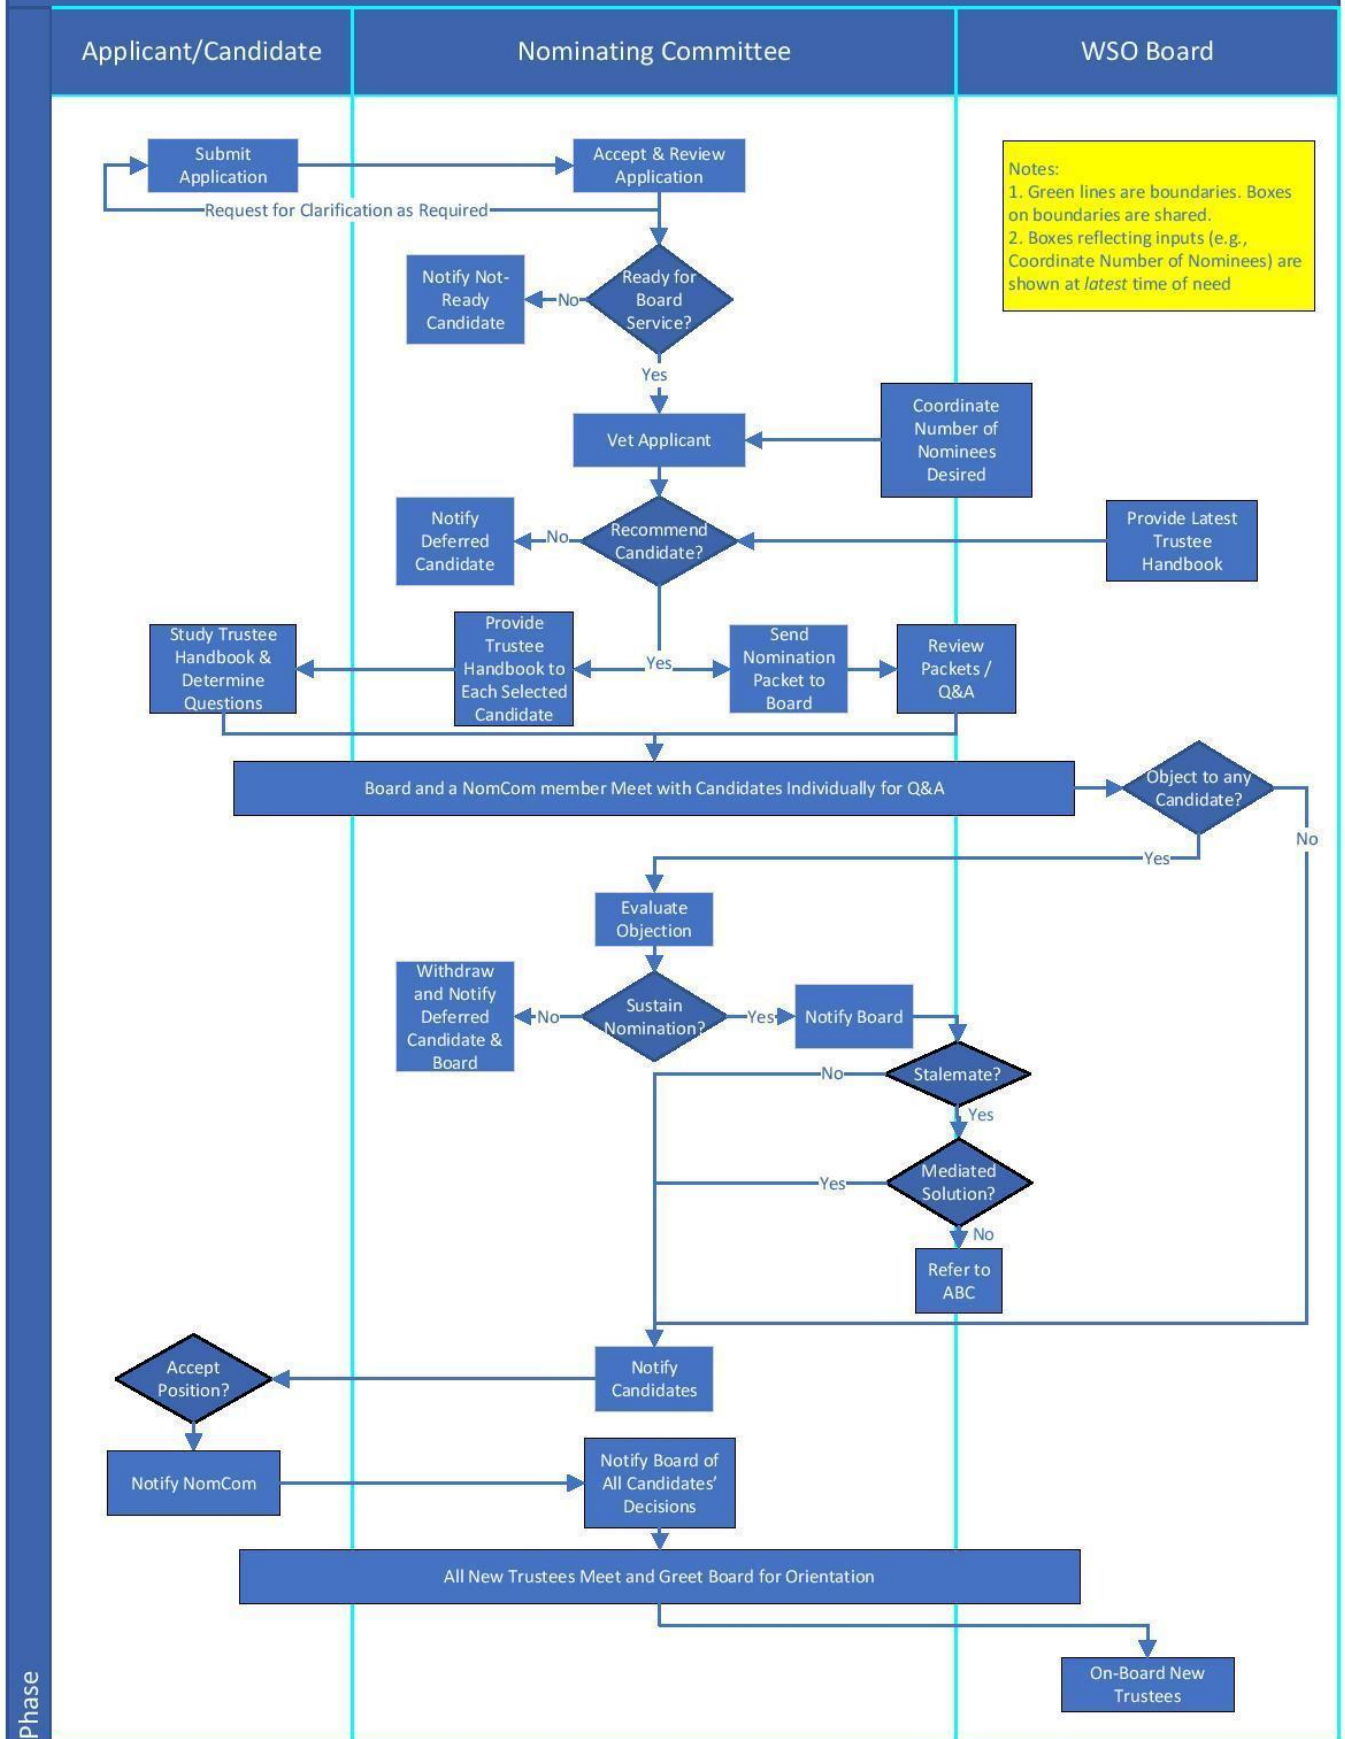 Applicant/Candidate
Nominating Committee
WSO Board
Submit
Application
Accept & Review
Application
Request for Clarification as Required
Notes:
1. Green lines are boundaries. Boxes
on boundaries are shared.
2. Boxes reflecting inputs (e.g.,
Coordinate Number of Nominees) are
shown at latest time of need
Notify Not-
Ready
Candidate
No
Ready for
Board
Service?
Yes
Vet Applicant
Coordinate
Number of
Nominees
Desired
Notify
Deferred
Candidate
No
Recommend
Candidate?
Provide Latest
Trustee
Handbook
Study Trustee
Handbook &
Determine
Questions
Provide
Trustee
Handbook to
Each Selected
Candidate
Yes
Send
Nomination
Packet to
Board
Review
Packets /
Q&A
Board and a NomCom member Meet with Candidates Individually for Q&A
Object to any
Candidate?
No
Yes
Evaluate
Objection
Withdraw
and Notify
Deferred
Candidate &
Board
No
Sustain
Nomination?
Yes
Notify Board
Stalemate?
No
Yes
Mediated
Solution?
Yes
No
Refer to
ABC
Accept
Position?
Notify
Candidates
Notify NomCom
Notify Board of
All Candidates’
Decisions
All New Trustees Meet and Greet Board for Orientation
On-Board New
Trustees
Phase